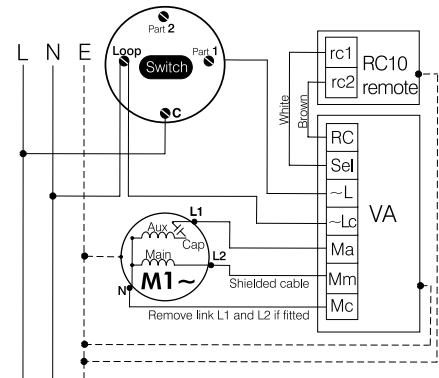 Part 2
L N E
Loop
Part 1
Switch
C
rc1
rc2
RC10
remote
White
Brown
RC
Sel
~L
~Lc
Ma
Mm
Mc
VA
L1
Aux
Cap
Main
L2
M1~
N
Shielded cable
Remove link L1 and L2 if fitted